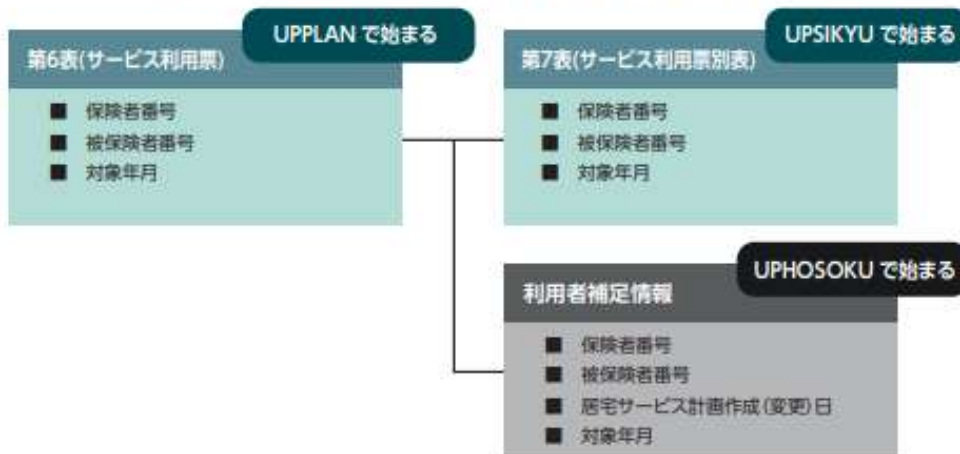 UPPLAN で始まる
第6表(サービス利用票)
■ 保険者番号
■ 被保険者番号
■ 対象年月
UPSIKYU で始まる
第7表(サービス利用票別表)
■ 保険者番号
■ 被保険者番号
■ 対象年月
UPHOSOKU で始まる
利用者補足情報
■ 保険者番号
■ 被保険者番号
■ 居宅サービス計画作成(変更)日
■ 対象年月